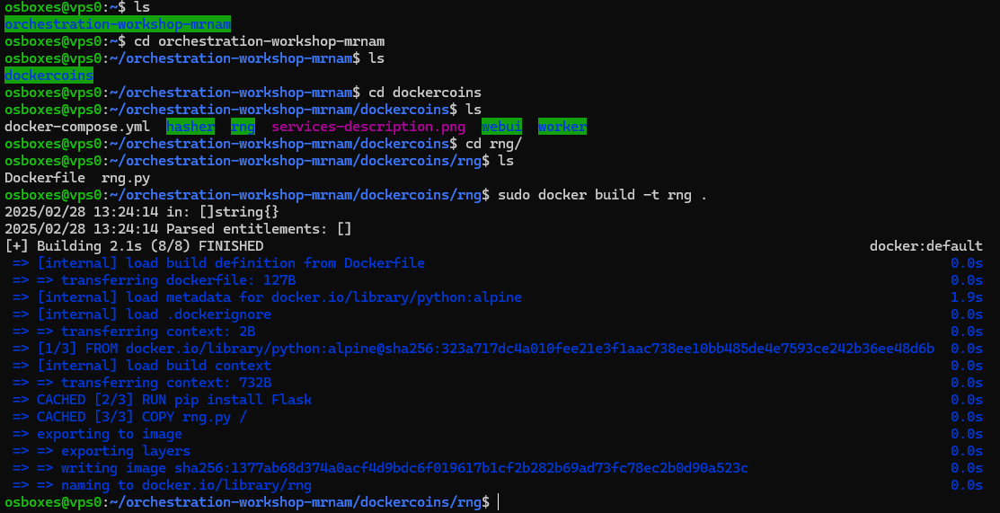 osboxes@vps0:~$ ls
orchestration-workshop-mrnam
osboxes@vps0:~$ cd orchestration-workshop-mrnam
osboxes@vps0:~/orchestration-workshop-mrnam$ ls
dockercoins
osboxes@vps0:~/orchestration-workshop-mrnam$ cd dockercoins
osboxes@vps0:~/orchestration-workshop-mrnam/dockercoins$ ls
docker-compose.yml  hasher  rng  services-description.png  webui  worker
osboxes@vps0:~/orchestration-workshop-mrnam/dockercoins$ cd rng/
osboxes@vps0:~/orchestration-workshop-mrnam/dockercoins/rng$ ls
Dockerfile  rng.py
osboxes@vps0:~/orchestration-workshop-mrnam/dockercoins/rng$ sudo docker build -t rng .
2025/02/28 13:24:14 in: []string{}
2025/02/28 13:24:14 Parsed entitlements: []
[+] Building 2.1s (8/8) FINISHED docker:default
=> [internal] load build definition from Dockerfile 0.0s
=> => transferring dockerfile: 127B 0.0s
=> [internal] load metadata for docker.io/library/python:alpine 1.9s
=> [internal] load .dockerignore 0.0s
=> => transferring context: 2B 0.0s
=> [1/3] FROM docker.io/library/python:alpine@sha256:323a717dc4a010fee21e3f1aac738ee10bb485de4e7593ce242b36ee48d6b 0.0s
=> [internal] load build context 0.0s
=> => transferring context: 732B 0.0s
=> CACHED [2/3] RUN pip install Flask 0.0s
=> CACHED [3/3] COPY rng.py / 0.0s
=> exporting to image 0.0s
=> => exporting layers 0.0s
=> => writing image sha256:1377ab68d374a0acf4d9bdc6f019617b1cf2b282b69ad73fc78ec2b0d90a523c 0.0s
=> => naming to docker.io/library/rng 0.0s
osboxes@vps0:~/orchestration-workshop-mrnam/dockercoins/rng$